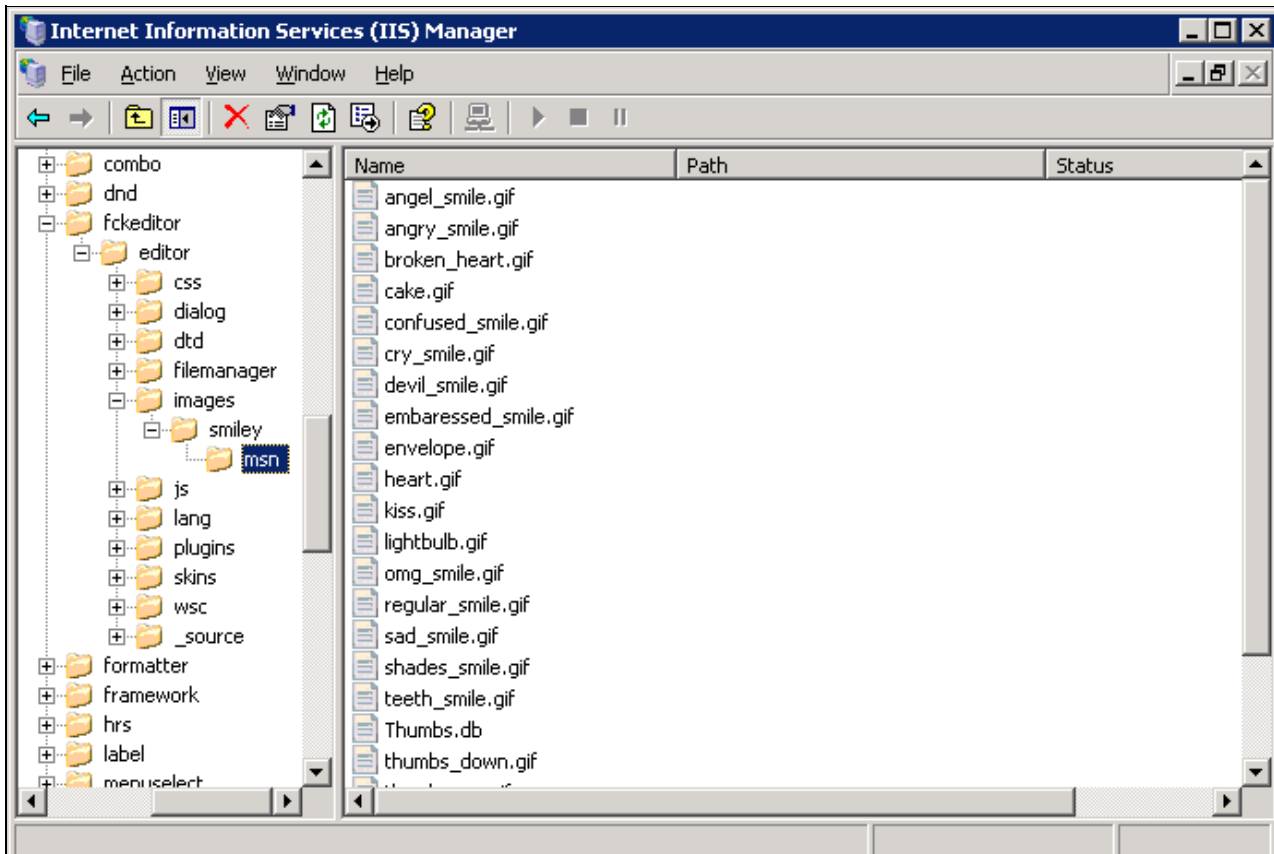 Internet Information Services (IIS) Manager
File Action View Window Help
combo
dnd
fckeditor
editor
css
dialog
dtd
filemanager
images
smiley
msn
js
lang
plugins
skins
wsc
_source
formatter
framework
hrs
label
menuselect
Name Path Status
angel_smile.gif
angry_smile.gif
broken_heart.gif
cake.gif
confused_smile.gif
cry_smile.gif
devil_smile.gif
embaressed_smile.gif
envelope.gif
heart.gif
kiss.gif
lightbulb.gif
omg_smile.gif
regular_smile.gif
sad_smile.gif
shades_smile.gif
teeth_smile.gif
Thumbs.db
thumbs_down.gif